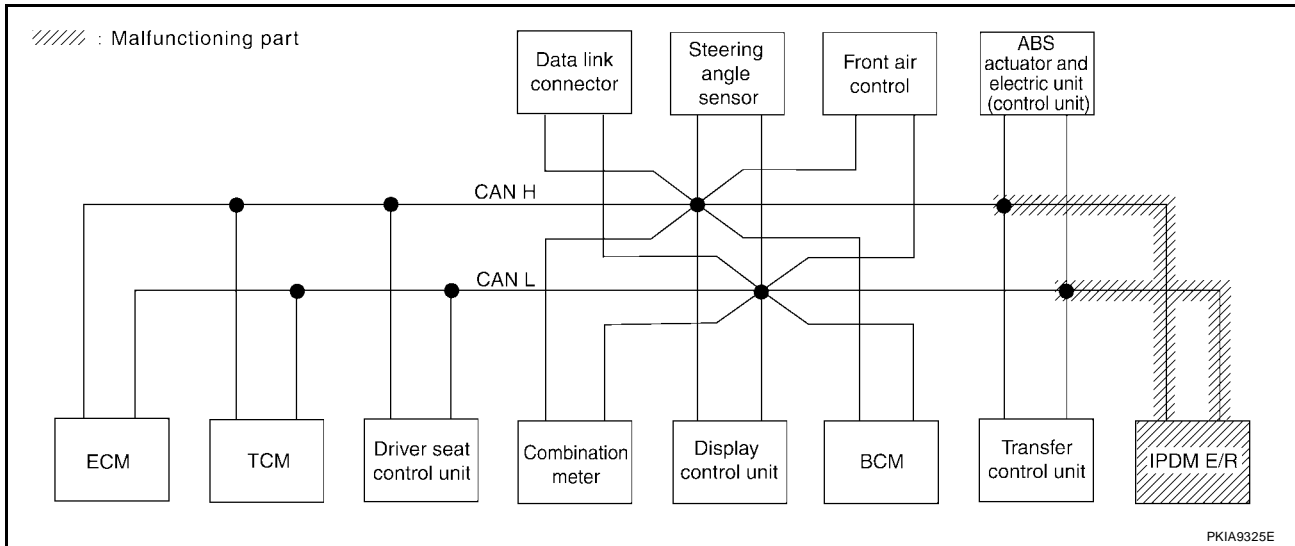 : Malfunctioning part
Data link
connector
Steering
angle
sensor
Front air
control
ABS
actuator and
electric unit
(control unit)
CAN H
CAN L
ECM
TCM
Driver seat
control unit
Combination
meter
Display
control unit
BCM
Transfer
control unit
IPDM E/R
PKIA9325E